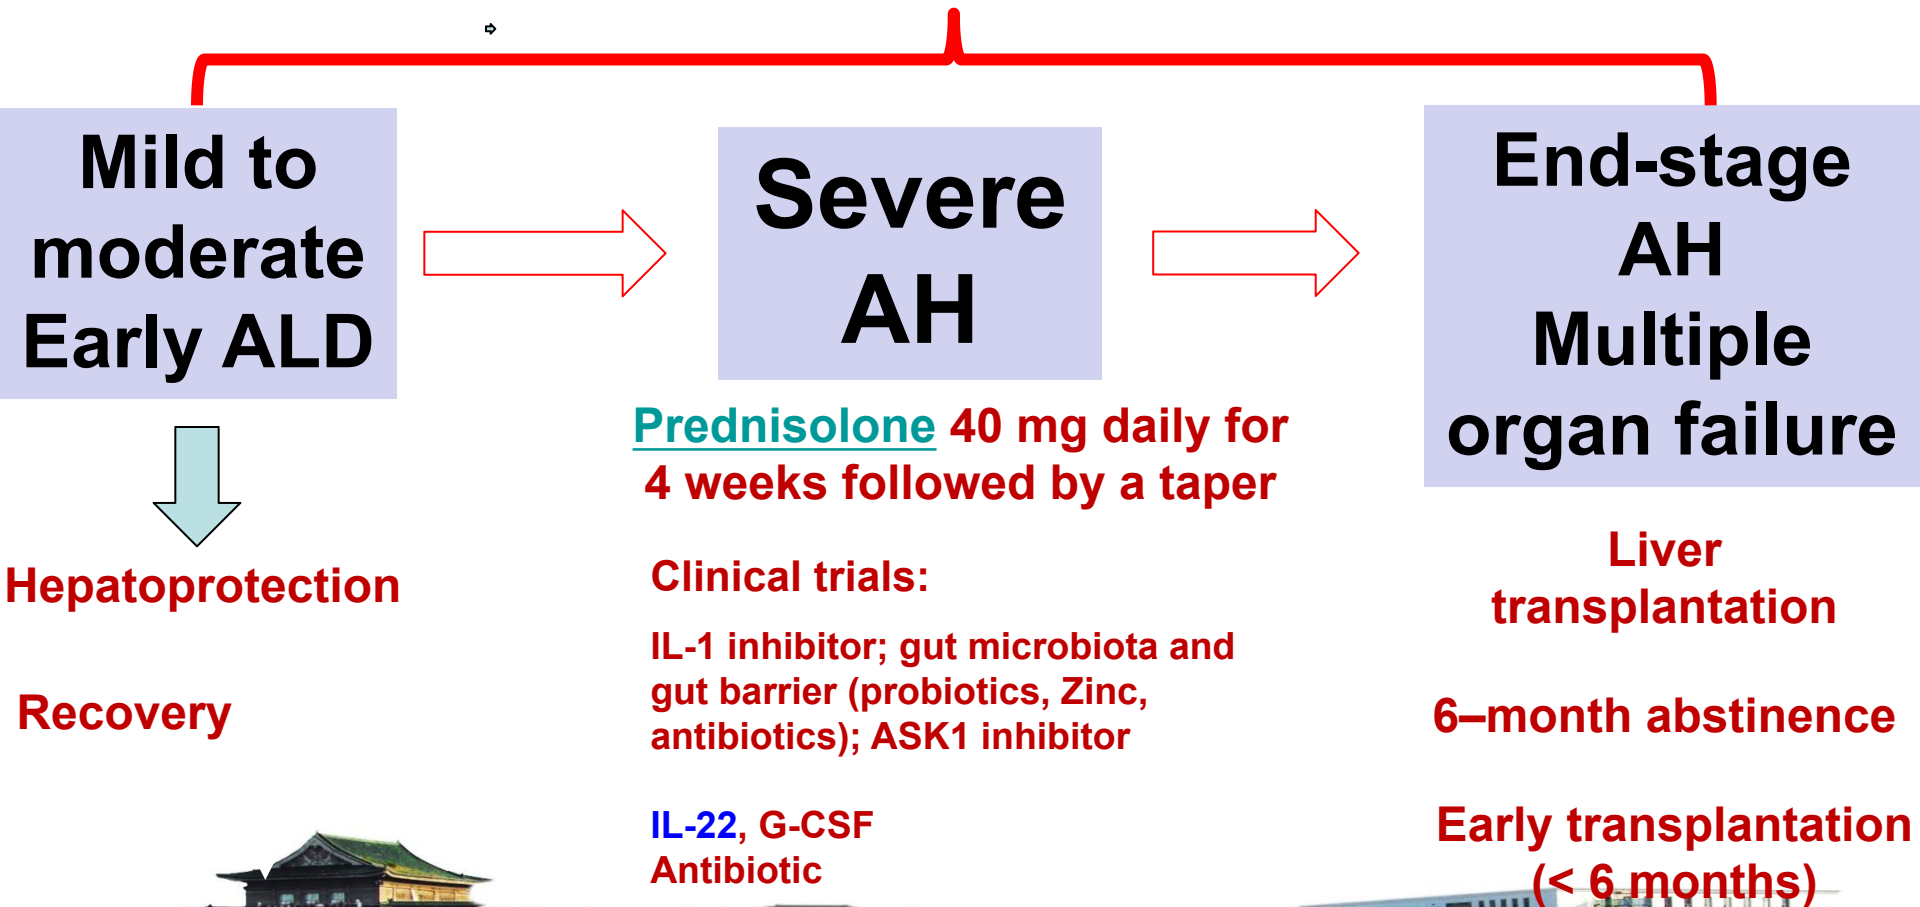 Mild to
moderate
Early ALD
Hepatoprotection
Recovery
Severe
AH
Prednisolone 40 mg daily for
4 weeks followed by a taper
Clinical trials:
IL-1 inhibitor; gut microbiota and
gut barrier (probiotics, Zinc,
antibiotics); ASK1 inhibitor
IL-22, G-CSF
Antibiotic
End-stage
AH
Multiple
organ failure
Liver
transplantation
6–month abstinence
Early transplantation
(< 6 months)